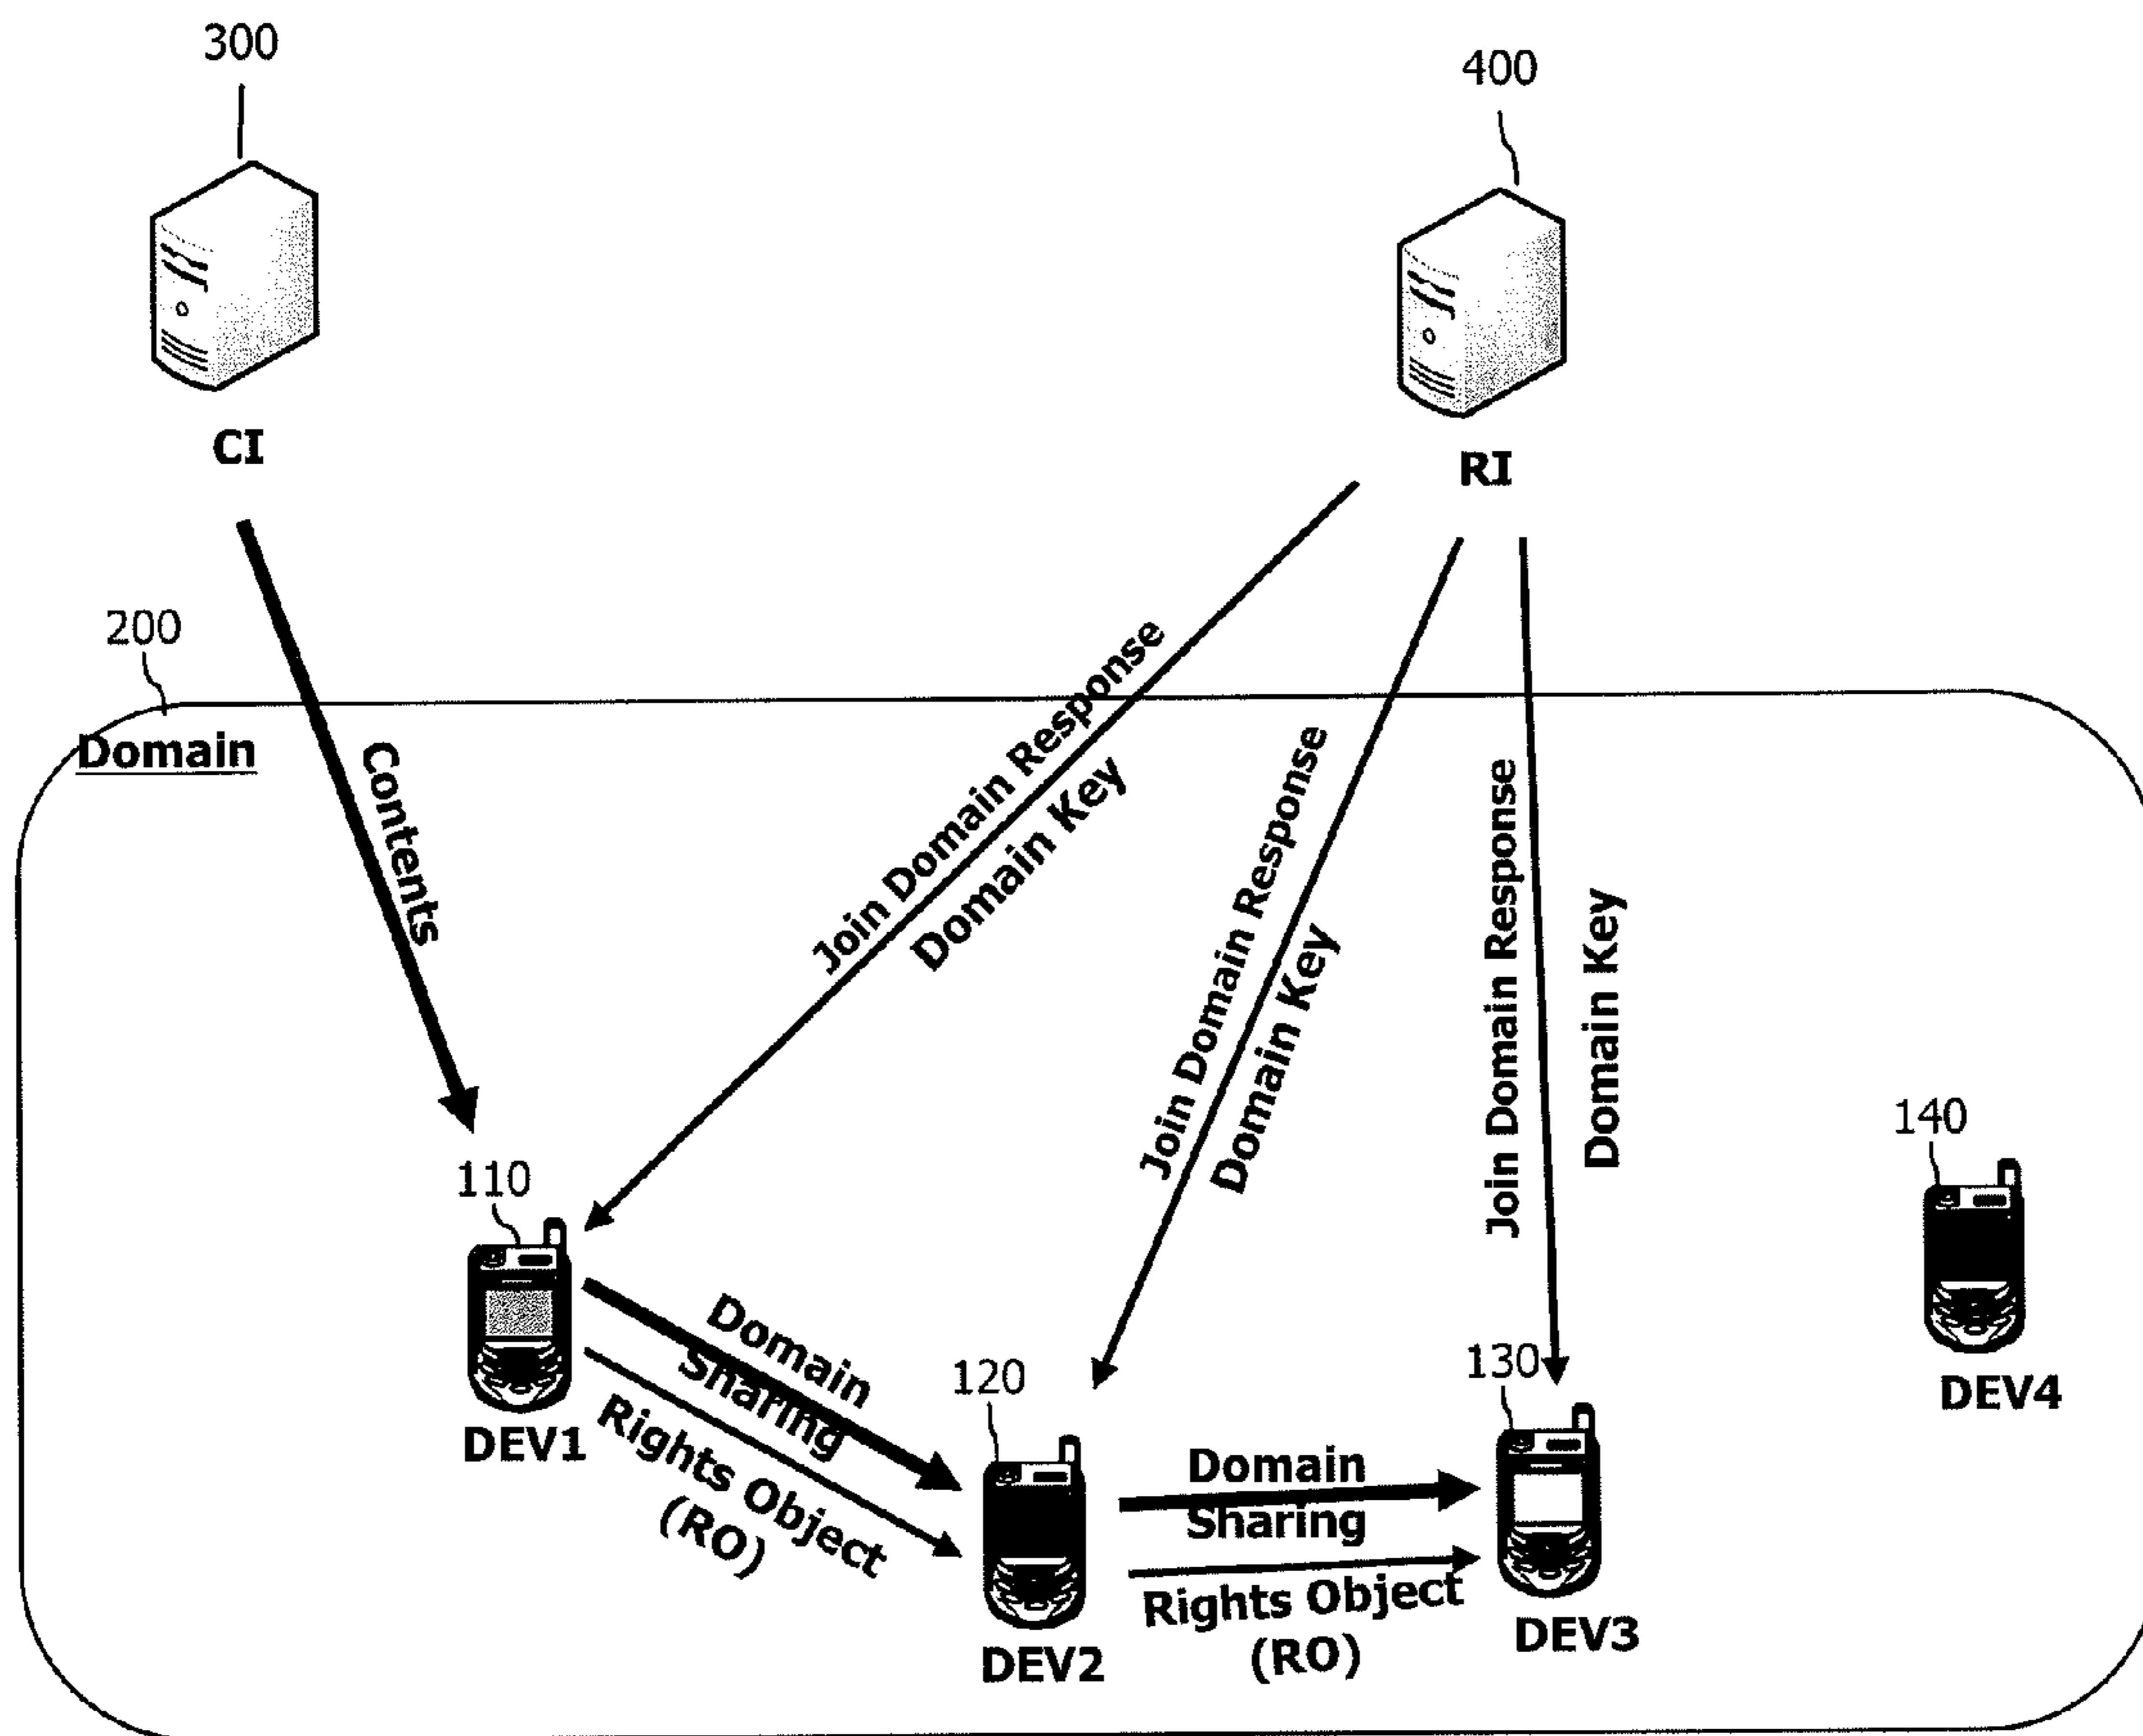 300
400
CI
RI
200
Domain
Contents
Join Domain Response
Domain Key
Join Domain Response
Domain Key
Join Domain Response
Domain Key
110
140
DEV1
DEV4
Domain
Sharing
Rights Object
(RO)
120
130
Domain
Sharing
Rights Object
(RO)
DEV2
DEV3